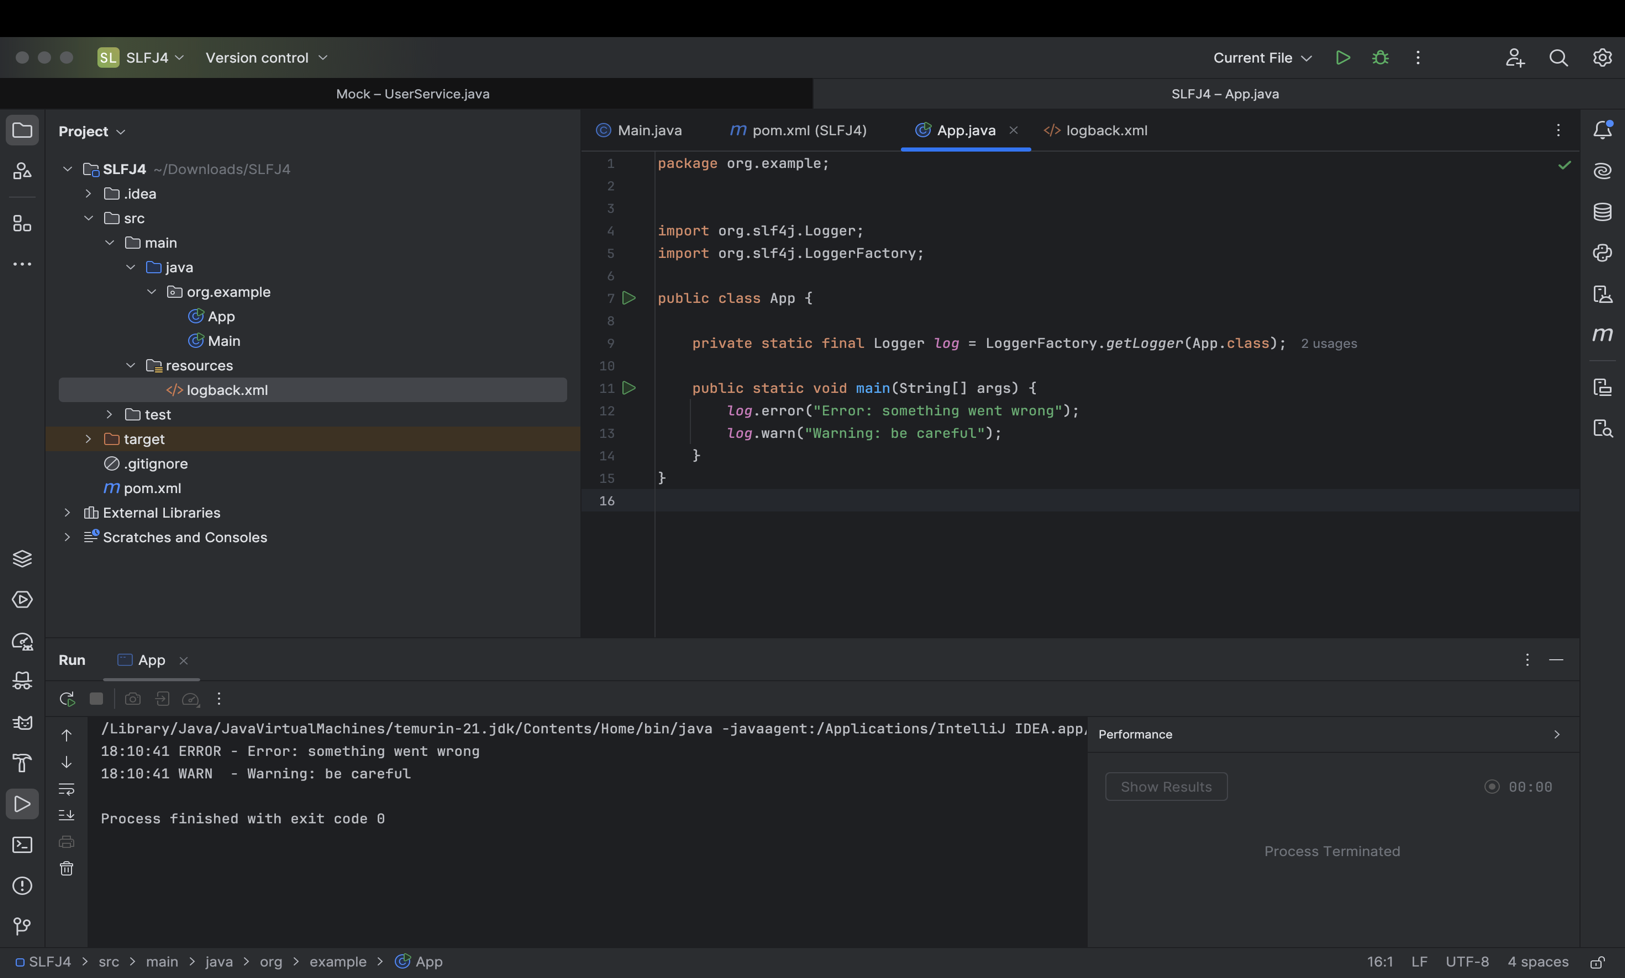 SL SLFJ4 Version control Current File
Mock – UserService.java SLFJ4 – App.java
Project
SLFJ4 ~/Downloads/SLFJ4
.idea
src
main
java
org.example
App
Main
resources
</> logback.xml
test
target
.gitignore
m pom.xml
External Libraries
Scratches and Consoles
Main.java m pom.xml (SLFJ4) App.java </> logback.xml
1 package org.example;
2
3
4 import org.slf4j.Logger;
5 import org.slf4j.LoggerFactory;
6
7 public class App {
8
9 private static final Logger log = LoggerFactory.getLogger(App.class); 2 usages
10
11 public static void main(String[] args) {
12 log.error("Error: something went wrong");
13 log.warn("Warning: be careful");
14 }
15 }
16
m
Run App
/Library/Java/JavaVirtualMachines/temurin-21.jdk/Contents/Home/bin/java -javaagent:/Applications/IntelliJ IDEA.app/
18:10:41 ERROR - Error: something went wrong
18:10:41 WARN  - Warning: be careful
Process finished with exit code 0
Performance
Show Results 00:00
Process Terminated
SLFJ4 > src > main > java > org > example > App 16:1 LF UTF-8 4 spaces